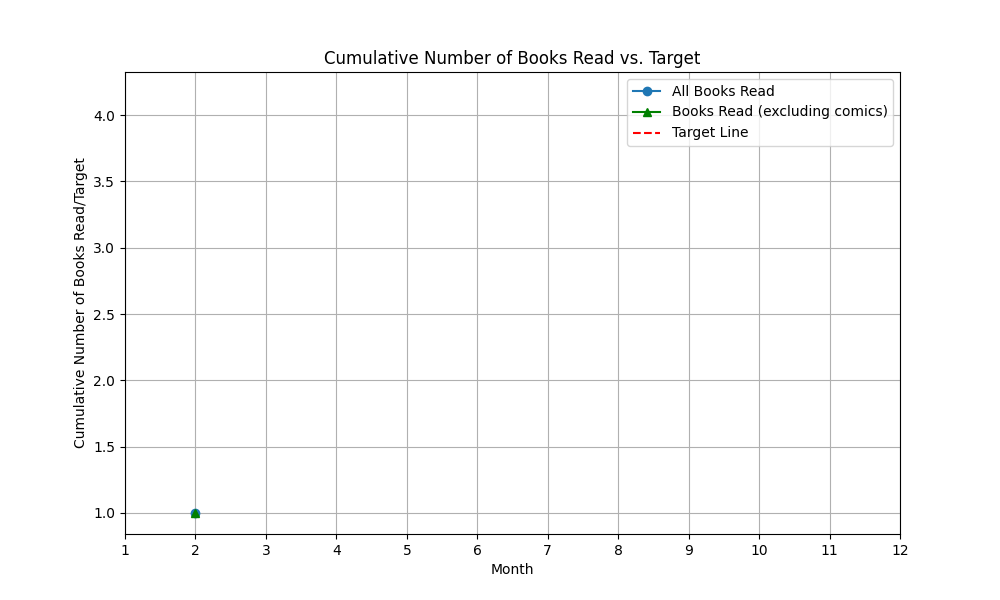 Cumulative Number of Books Read vs. Target
All Books Read
Books Read (excluding comics)
Target Line
Cumulative Number of Books Read/Target
4.0
3.5
3.0
2.5
2.0
1.5
1.0
1 2 3 4 5 6 7 8 9 10 11 12
Month